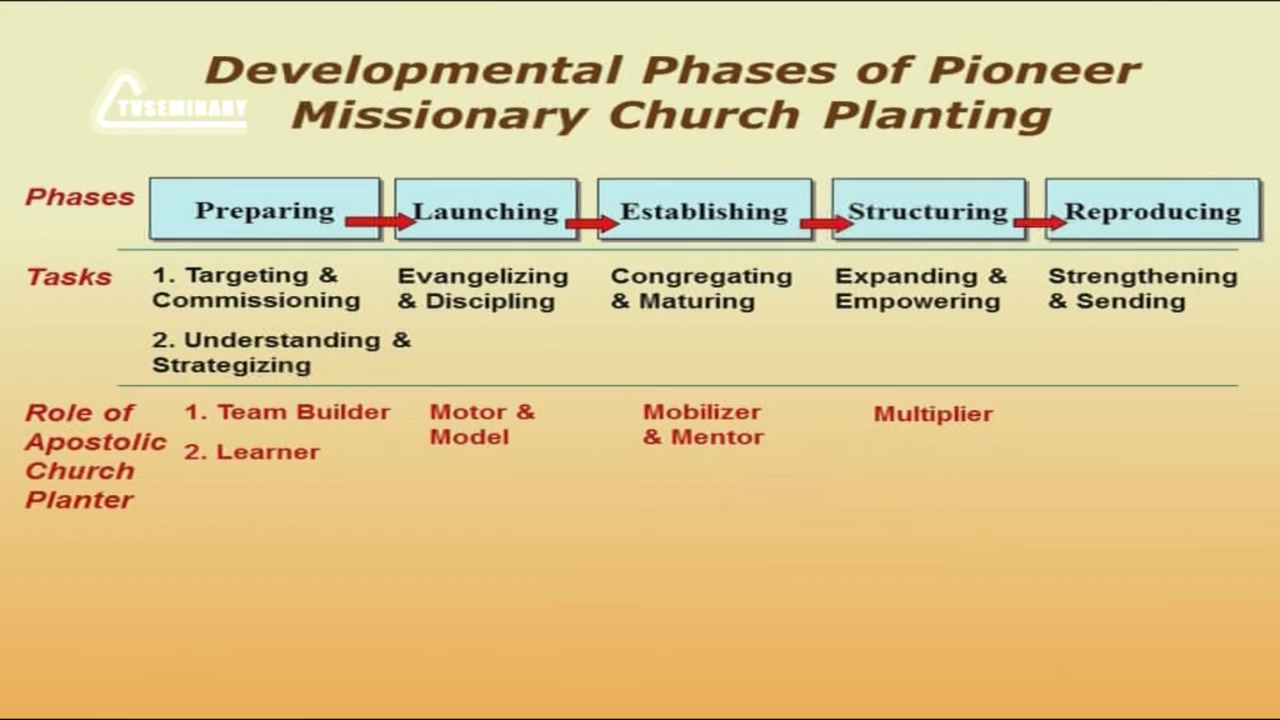 Developmental Phases of Pioneer
Missionary Church Planting
TVSEMINARY
Phases
Preparing
Launching
Establishing
Structuring
Reproducing
Tasks
1. Targeting &
Commissioning
2. Understanding &
Strategizing
Evangelizing
& Discipling
Congregating
& Maturing
Expanding &
Empowering
Strengthening
& Sending
Role of
Apostolic
Church
Planter
1. Team Builder
2. Learner
Motor &
Model
Mobilizer
& Mentor
Multiplier